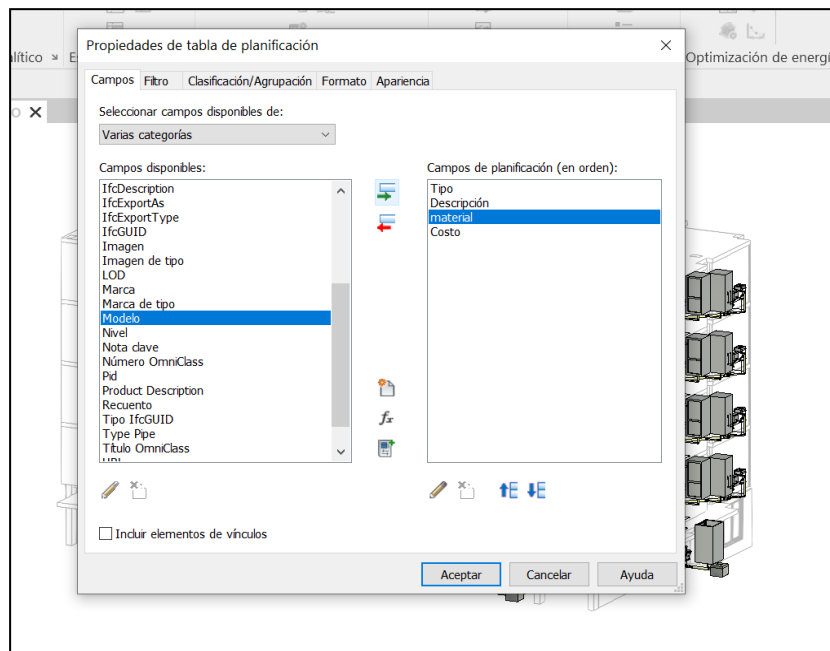 Propiedades de tabla de planificación
Optimización de energí
Campos Filtro Clasificación/Agrupación Formato Apariencia
Seleccionar campos disponibles de:
Varias categorías
Campos disponibles:
IfcDescription
IfcExportAs
IfcExportType
IfcGUID
Imagen
Imagen de tipo
LOD
Marca
Marca de tipo
Modelo
Nivel
Nota clave
Número OmniClass
Pid
Product Description
Recuento
Tipo IfcGUID
Type Pipe
Título OmniClass
Campos de planificación (en orden):
Tipo
Descripción
material
Costo
Incluir elementos de vínculos
Aceptar Cancelar Ayuda